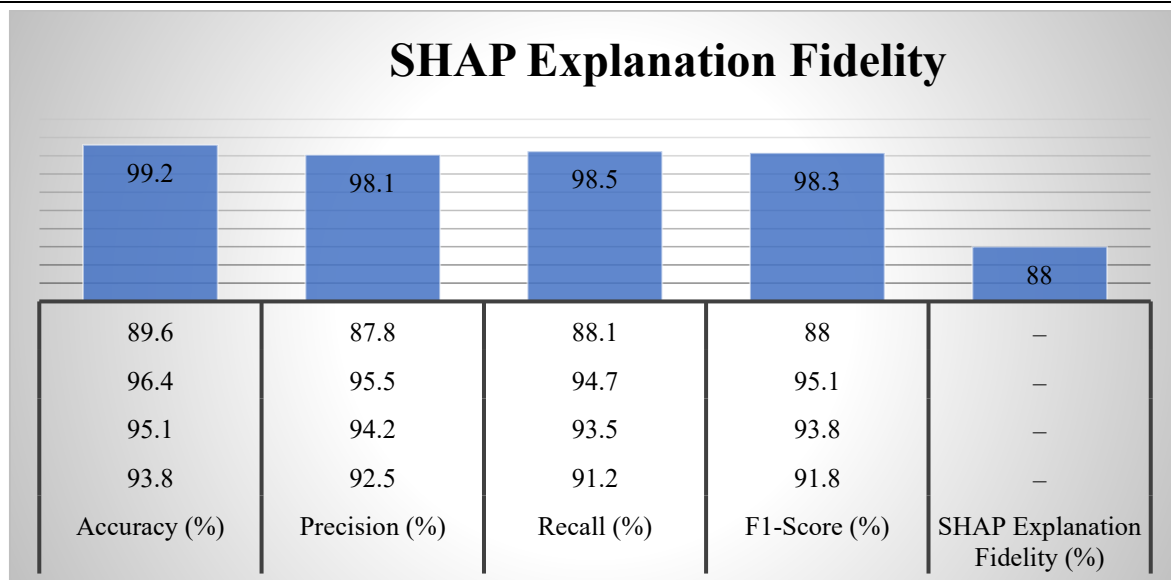 SHAP Explanation Fidelity
99.2 98.1 98.5 98.3 88
89.6 87.8 88.1 88 –
96.4 95.5 94.7 95.1 –
95.1 94.2 93.5 93.8 –
93.8 92.5 91.2 91.8 –
Accuracy (%) Precision (%) Recall (%) F1-Score (%) SHAP Explanation
Fidelity (%)